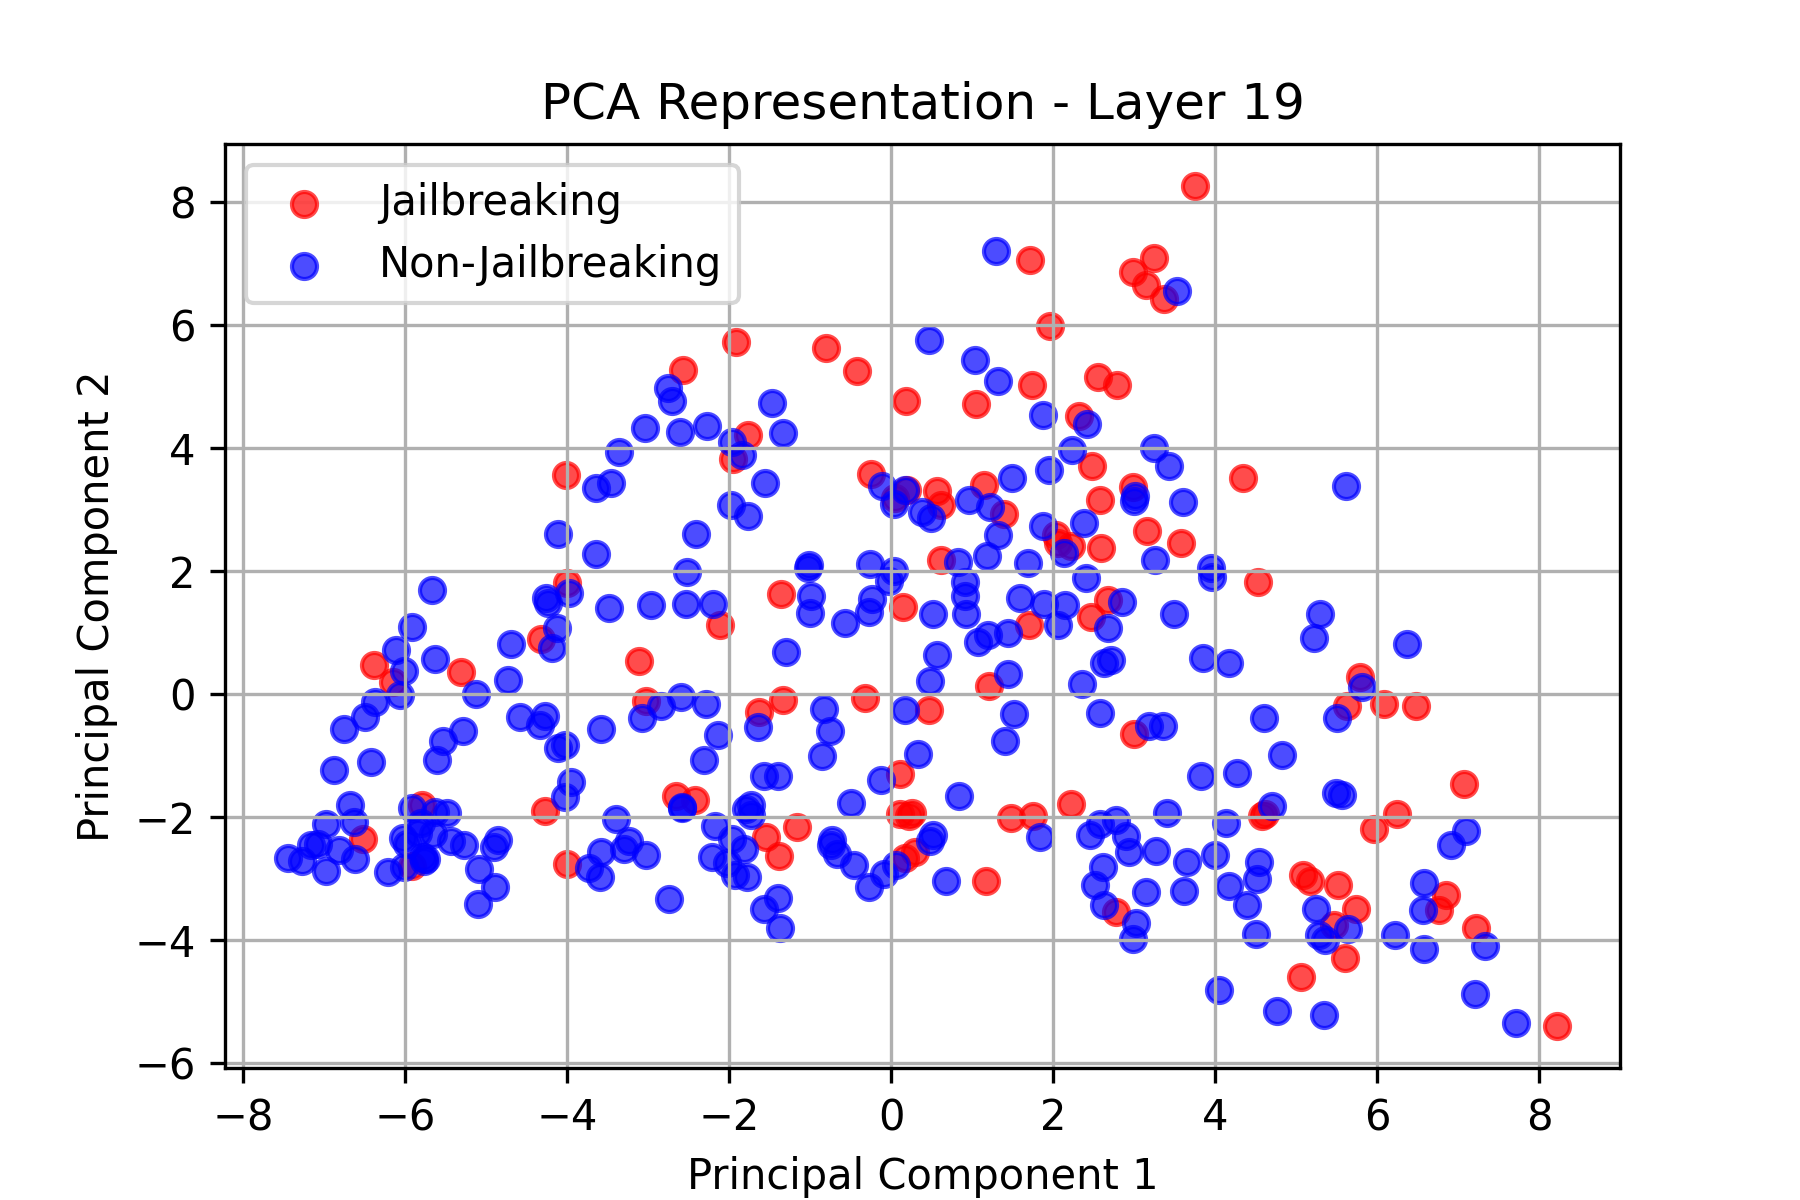 PCA Representation - Layer 19
Jailbreaking
Non-Jailbreaking
8
6
4
2
0
−2
−4
−6
Principal Component 2
−8 −6 −4 −2 0 2 4 6 8
Principal Component 1